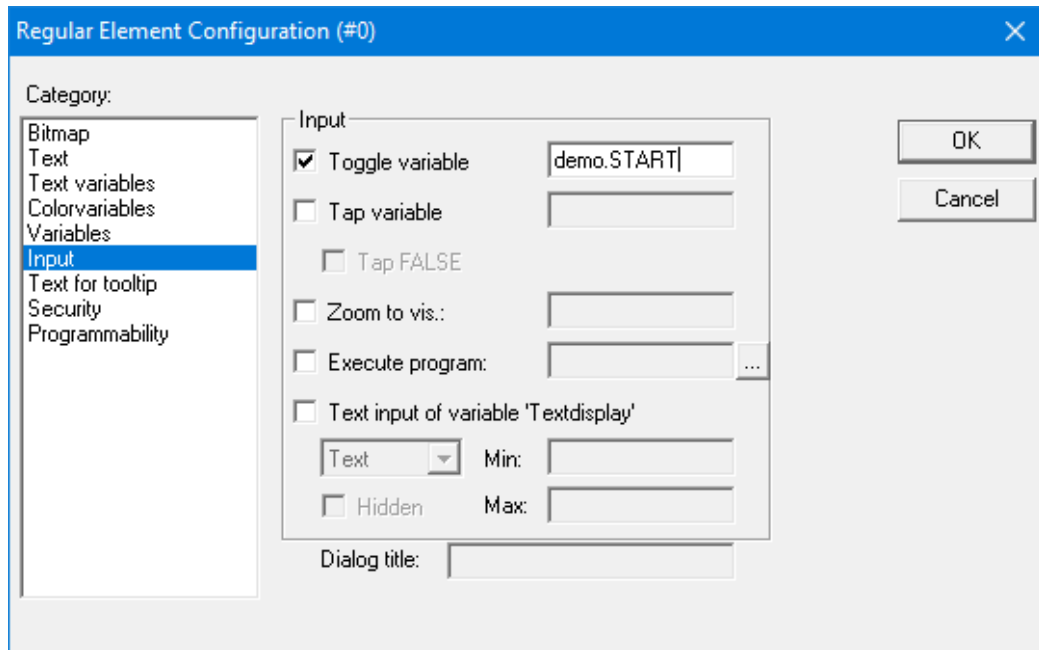 Regular Element Configuration (#0)
Category:
Bitmap
Text
Text variables
Colorvariables
Variables
Input
Text for tooltip
Security
Programmability
Input
Toggle variable demo.START
Tap variable
Tap FALSE
Zoom to vis.:
Execute program: ...
Text input of variable 'Textdisplay'
Text Min:
Hidden Max:
Dialog title:
OK
Cancel